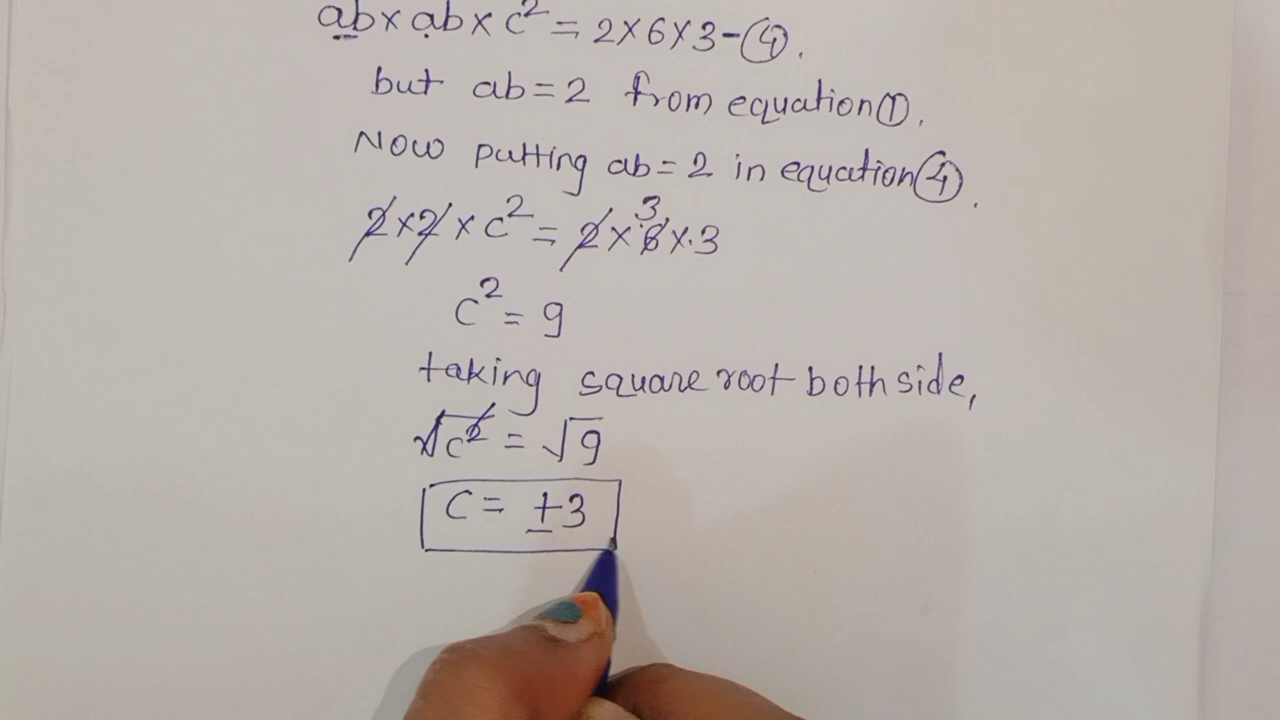 ab x ab x c² = 2 x 6 x 3 - ④.
but ab = 2 from equation ①.
Now putting ab = 2 in equation ④.
2 x 2 x c² = 2 x 6 3 x . 3
c² = 9
taking square root both side,
√c² = √9
C = ±3